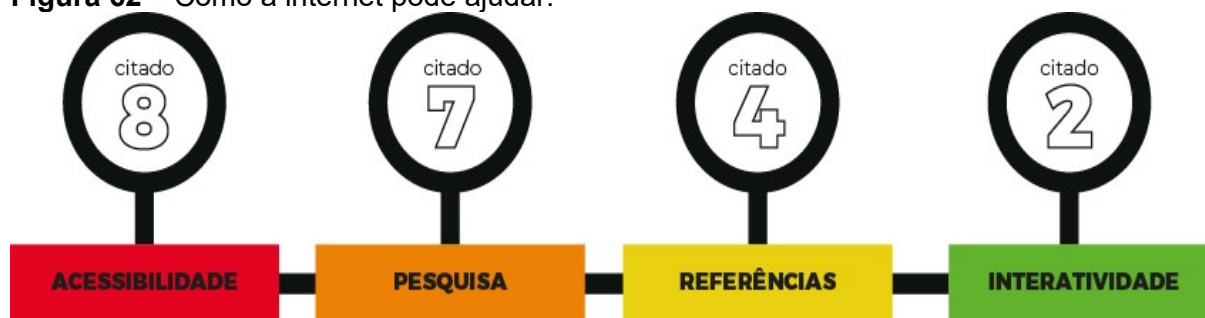 Figura 02 – Como a internet pode ajudar.
citado
8
citado
7
citado
4
citado
2
ACESSIBILIDADE
PESQUISA
REFERÊNCIAS
INTERATIVIDADE